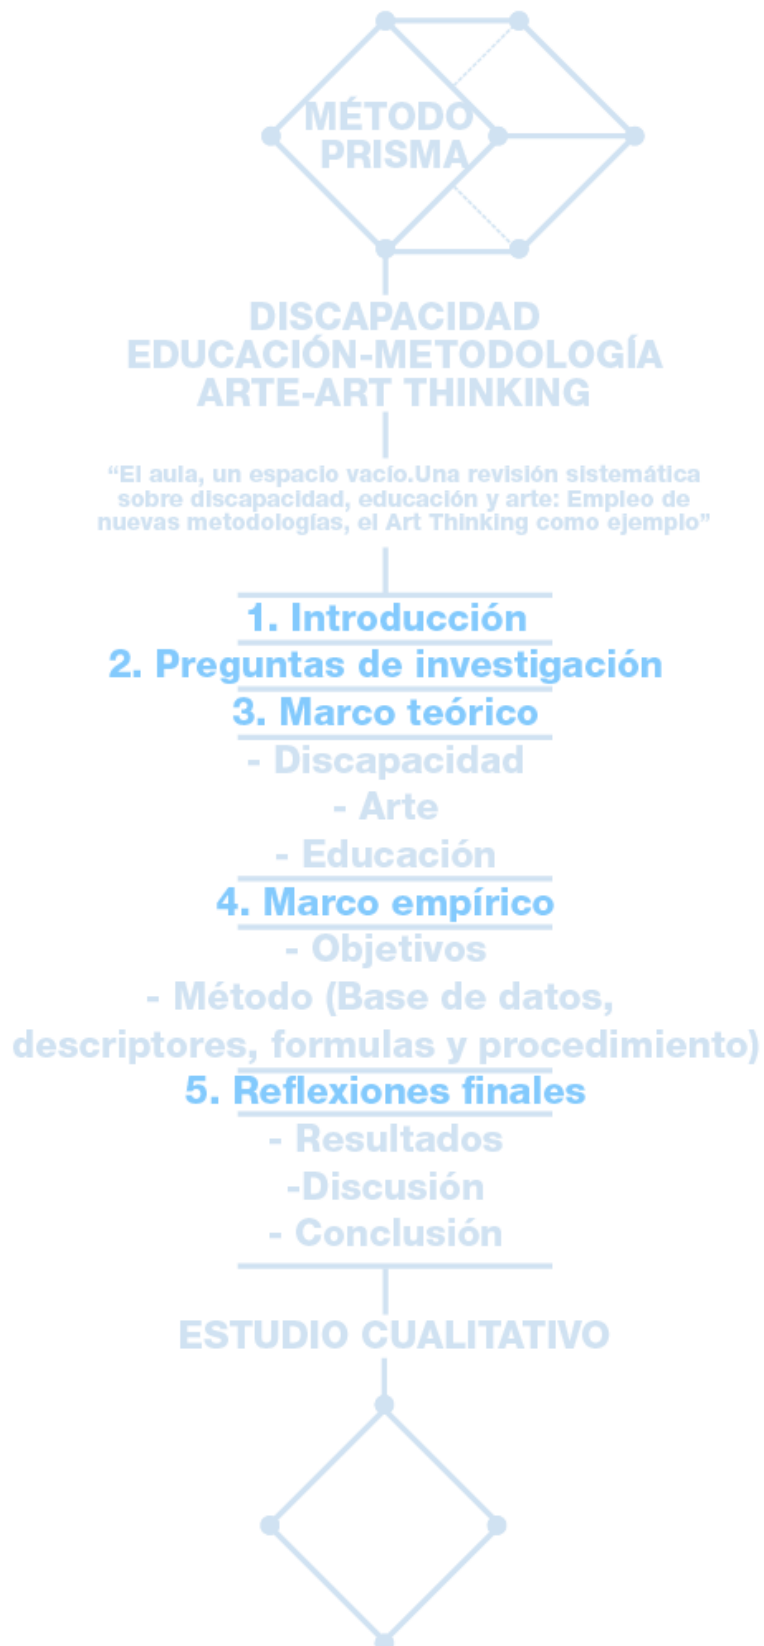 MÉTODO
PRISMA
DISCAPACIDAD
EDUCACIÓN-METODOLOGÍA
ARTE-ART THINKING
“El aula, un espacio vacío.Una revisión sistemática
sobre discapacidad, educación y arte: Empleo de
nuevas metodologías, el Art Thinking como ejemplo”
1. Introducción
2. Preguntas de investigación
3. Marco teórico
- Discapacidad
- Arte
- Educación
4. Marco empírico
- Objetivos
- Método (Base de datos,
descriptores, formulas y procedimiento)
5. Reflexiones finales
- Resultados
-Discusión
- Conclusión
ESTUDIO CUALITATIVO